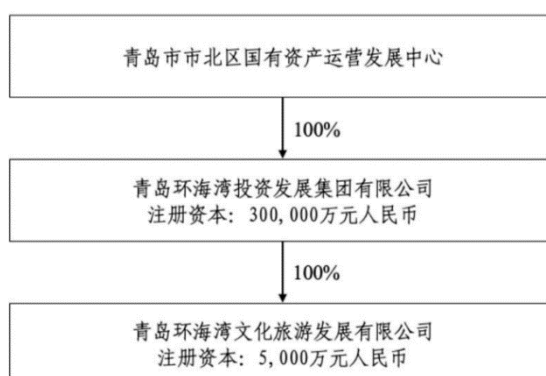 青岛市市北区国有资产运营发展中心
100%
青岛环海湾投资发展集团有限公司
注册资本：300,000万元人民币
100%
青岛环海湾文化旅游发展有限公司
注册资本：5,000万元人民币